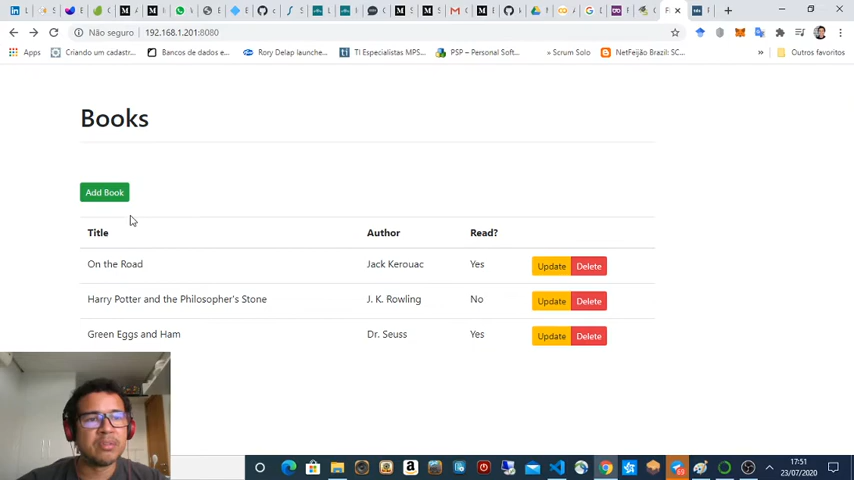 Não seguro | 192.168.1.201:8080
Apps Criando um cadastr... Bancos de dados e... Rory Delap launche... TI Especialistas MPS... PSP – Personal Soft... » Scrum Solo NetFeijão Brazil: Sc... » Outros favoritos
Books
Add Book
Title Author Read?
On the Road Jack Kerouac Yes Update Delete
Harry Potter and the Philosopher's Stone J. K. Rowling No Update Delete
Green Eggs and Ham Dr. Seuss Yes Update Delete
17:51
23/07/2020